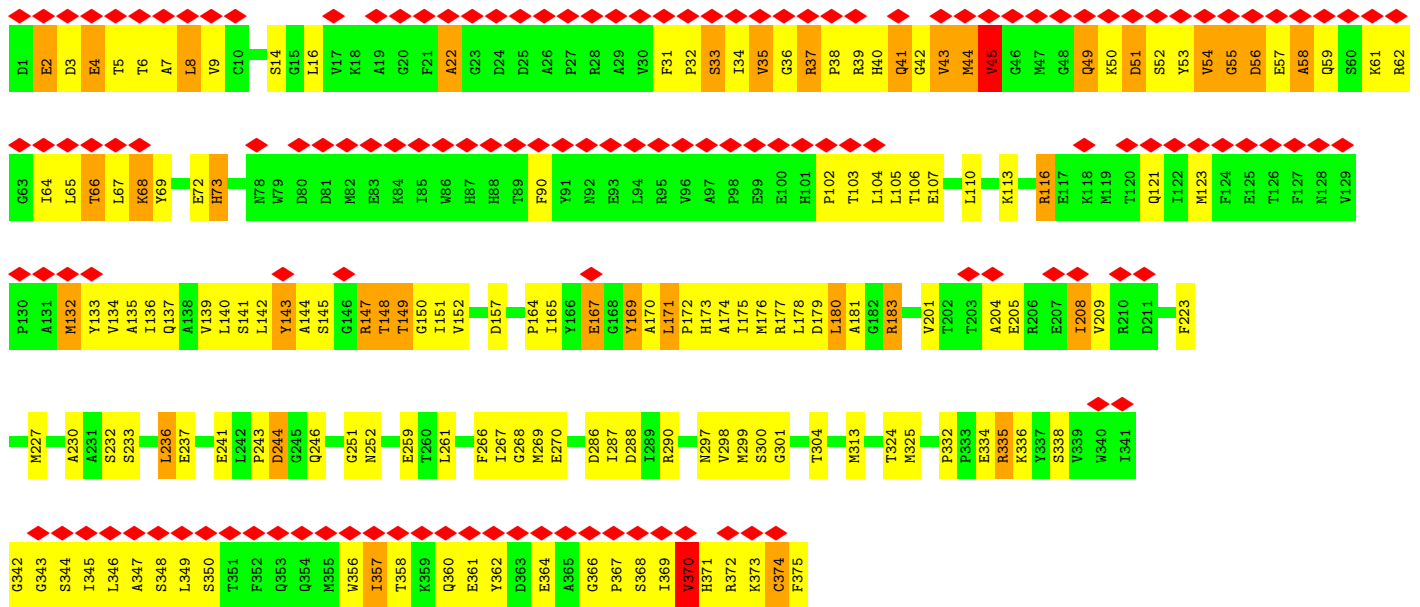 D1 E2 D3 E4 T5 T6 A7 L8 V9 C10 S14 G15 L16 V17 K18 A19 G20 F21 A22 G23 D24 D25 A26 P27 R28 A29 V30 F31 P32 S33 I34 V35 G36 R37 P38 R39 H40 Q41 G42 V43 M44 V45 G46 M47 G48 Q49 K50 D51 S52 Y53 V54 G55 D56 E57 A58 Q59 S60 K61 R62
G63 I64 L65 T66 L67 K68 Y69 E72 H73 N78 W79 D80 D81 M82 E83 K84 I85 W86 H87 H88 T89 F90 Y91 N92 E93 L94 R95 V96 A97 P98 E99 E100 H101 P102 T103 L104 L105 T106 E107 L110 K113 R116 E117 K118 M119 T120 Q121 I122 M123 F124 E125 T126 F127 N128 V129
P130 A131 M132 Y133 V134 A135 I136 Q137 A138 V139 L140 S141 L142 Y143 A144 S145 G146 R147 T148 T149 G150 I151 V152 D157 P164 I165 Y166 E167 G168 Y169 A170 L171 P172 H173 A174 I175 M176 R177 L178 D179 L180 A181 G182 R183 V201 T202 T203 A204 E205 R206 E207 I208 V209 R210 D211 F223
M227 A230 A231 S232 S233 L236 E237 E241 L242 P243 D244 G245 Q246 G251 N252 E259 T260 L261 F266 I267 G268 M269 E270 D286 I287 D288 I289 R290 N297 V298 M299 S300 G301 T304 M313 T324 M325 P332 P333 E334 R335 K336 Y337 S338 V339 W340 I341
G342 G343 S344 I345 L346 A347 S348 L349 S350 T351 F352 Q353 Q354 M355 W356 I357 T358 K359 Q360 E361 Y362 D363 E364 A365 G366 P367 S368 I369 V370 H371 R372 K373 C374 F375